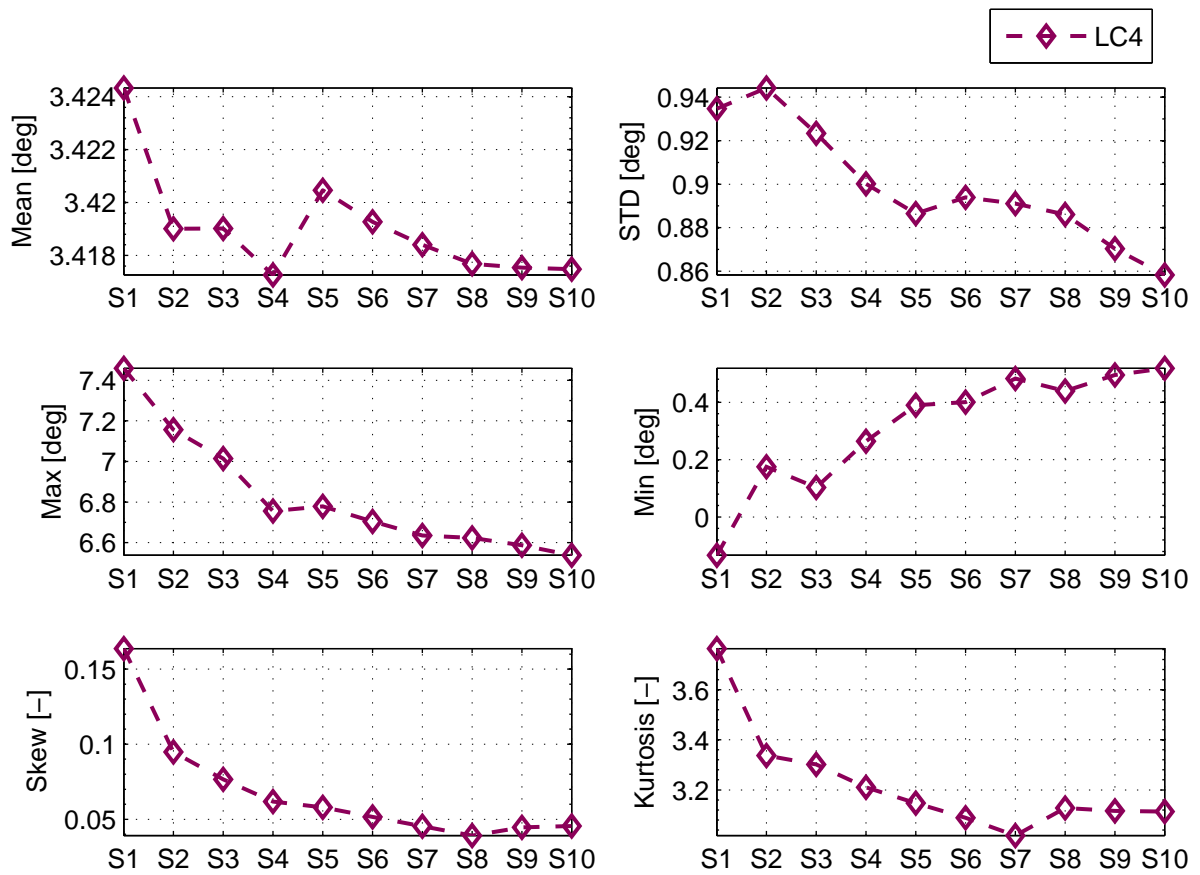 LC4
Mean [deg]
3.424
3.422
3.42
3.418
S1 S2 S3 S4 S5 S6 S7 S8 S9 S10
STD [deg]
0.94
0.92
0.9
0.88
0.86
S1 S2 S3 S4 S5 S6 S7 S8 S9 S10
Max [deg]
7.4
7.2
7
6.8
6.6
S1 S2 S3 S4 S5 S6 S7 S8 S9 S10
Min [deg]
0.4
0.2
0
S1 S2 S3 S4 S5 S6 S7 S8 S9 S10
Skew [−]
0.15
0.1
0.05
S1 S2 S3 S4 S5 S6 S7 S8 S9 S10
Kurtosis [−]
3.6
3.4
3.2
S1 S2 S3 S4 S5 S6 S7 S8 S9 S10